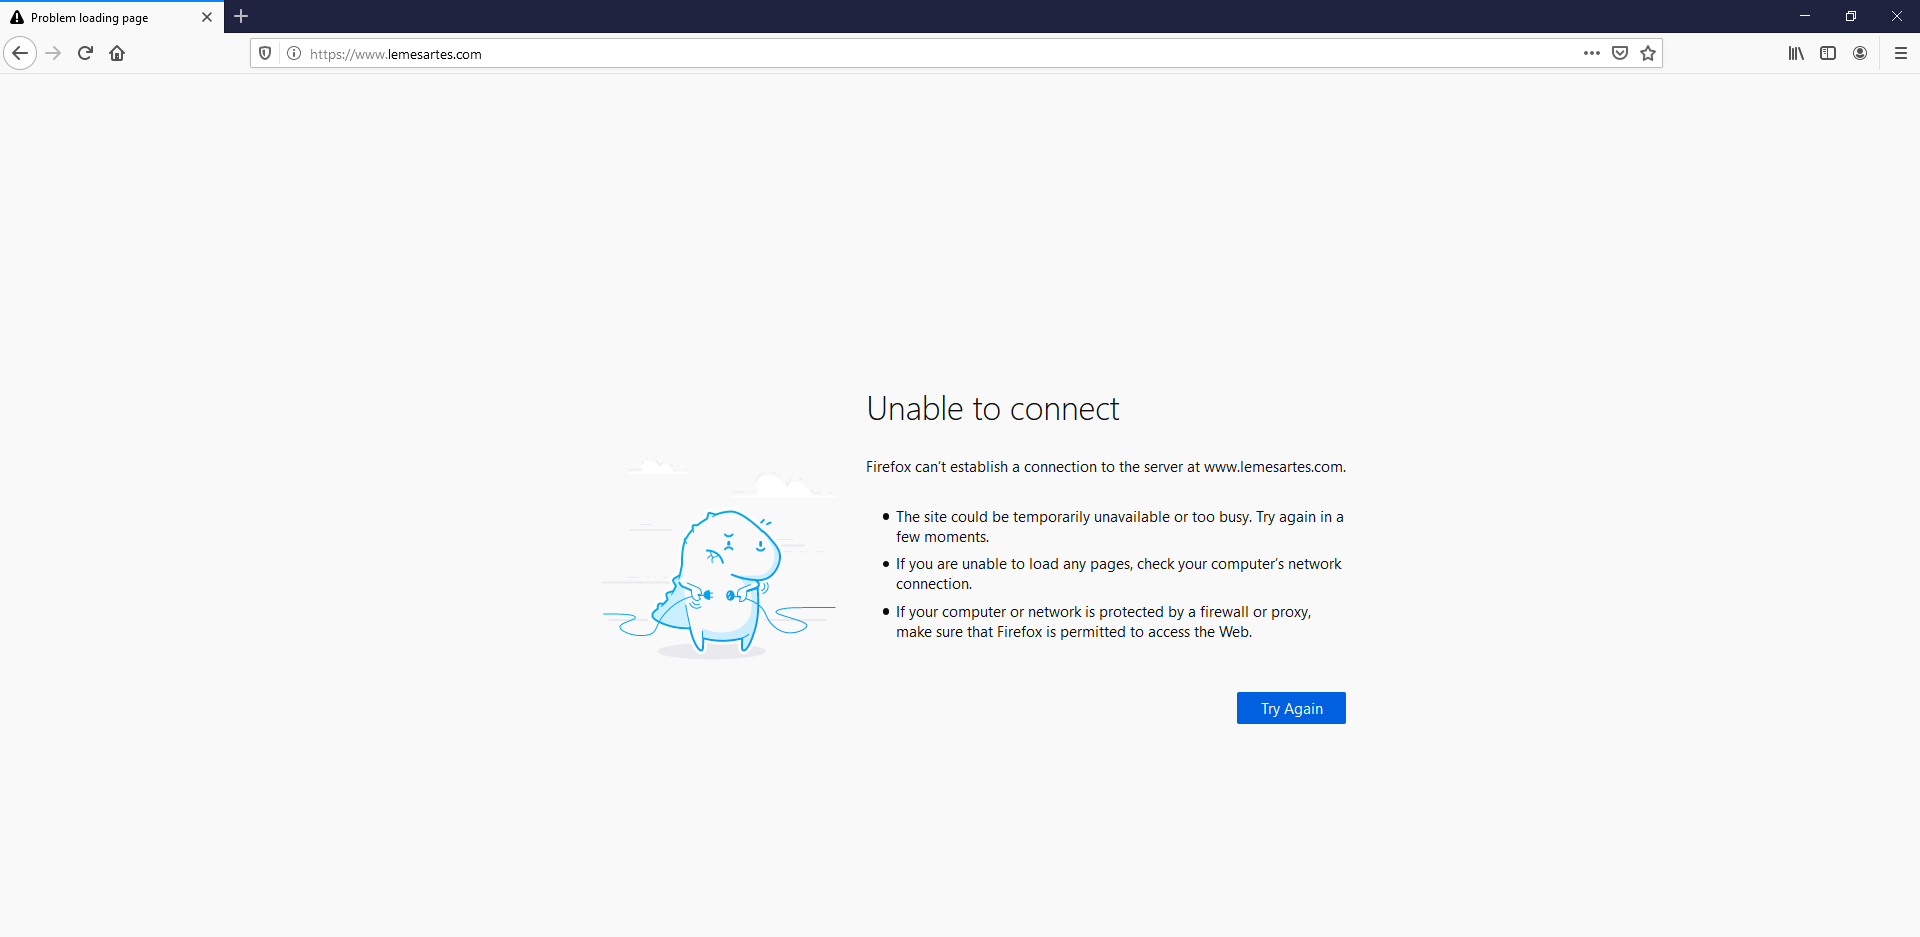 Problem loading page
https://www.lemesartes.com
Unable to connect
Firefox can’t establish a connection to the server at www.lemesartes.com.
• The site could be temporarily unavailable or too busy. Try again in a
few moments.
• If you are unable to load any pages, check your computer’s network
connection.
• If your computer or network is protected by a firewall or proxy,
make sure that Firefox is permitted to access the Web.
Try Again